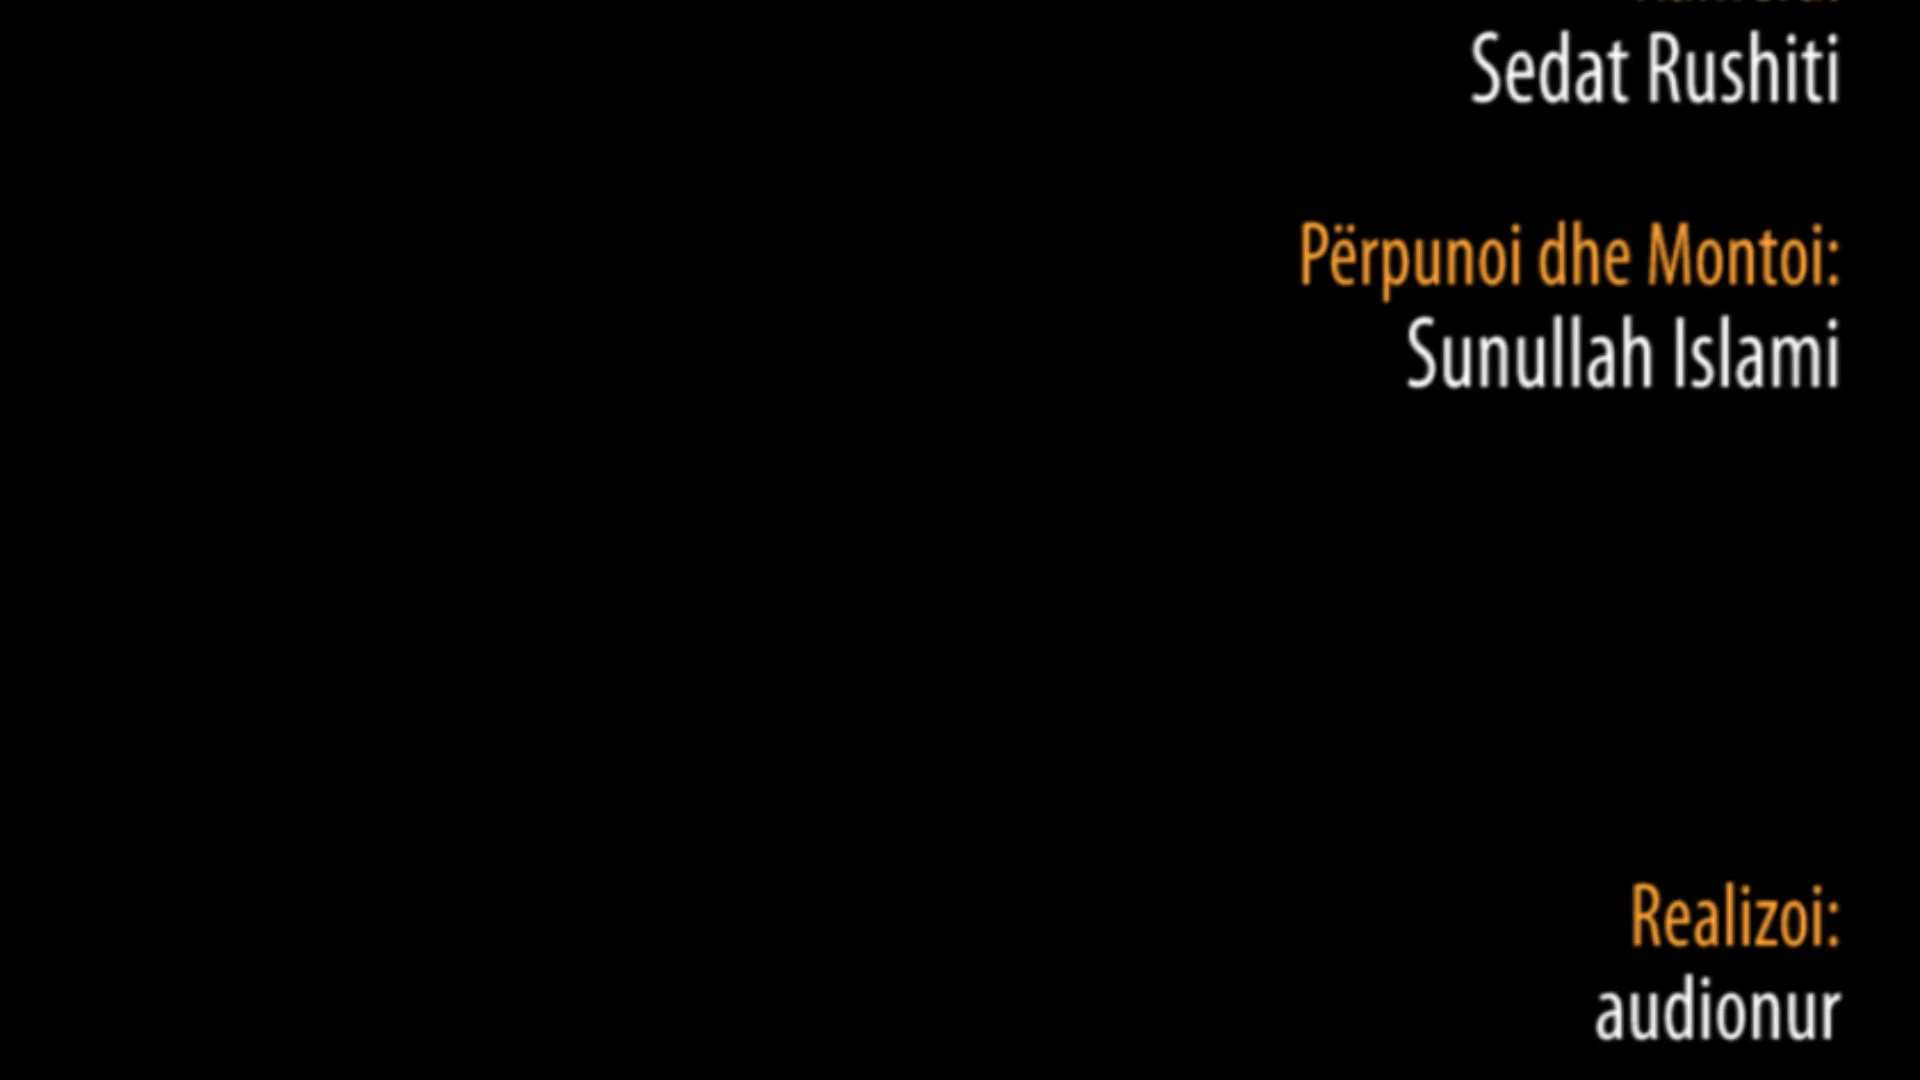 Sedat Rushiti
Përpunoi dhe Montoi:
Sunullah Islami
Realizoi:
audionur